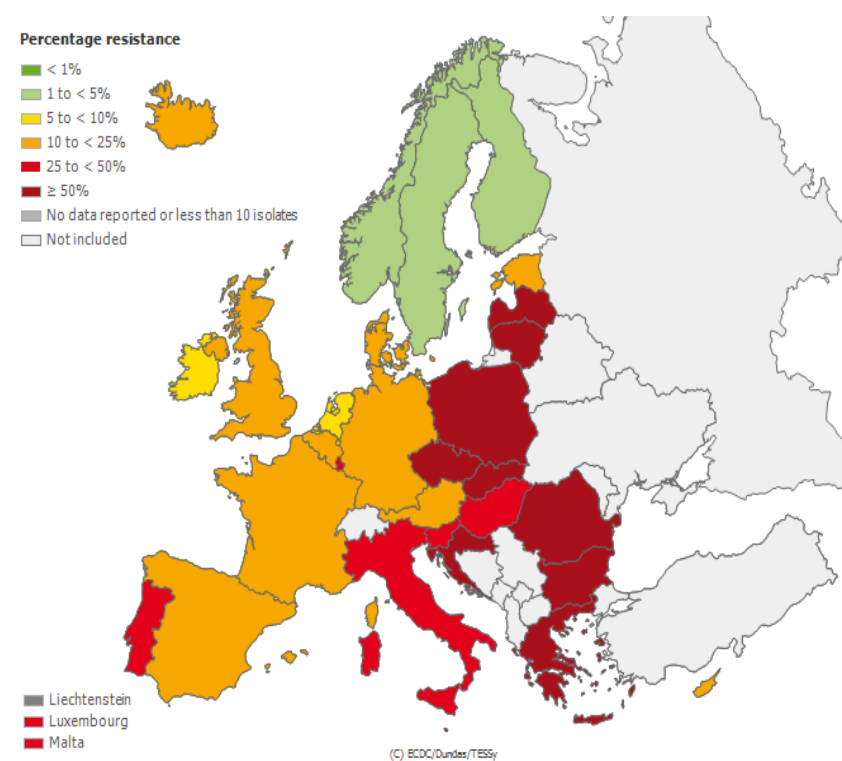 Percentage resistance
< 1%
1 to < 5%
5 to < 10%
10 to < 25%
25 to < 50%
≥ 50%
No data reported or less than 10 isolates
Not included
Liechtenstein
Luxembourg
Malta
(C) ECDC/Dundas/TESSy